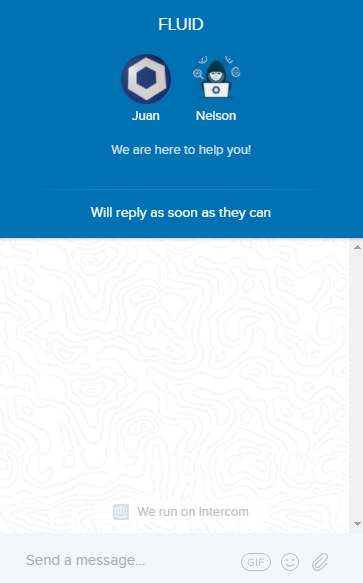 FLUID
Juan
Nelson
We are here to help you!
Will reply as soon as they can
We run on Intercom
Send a message...
GIF